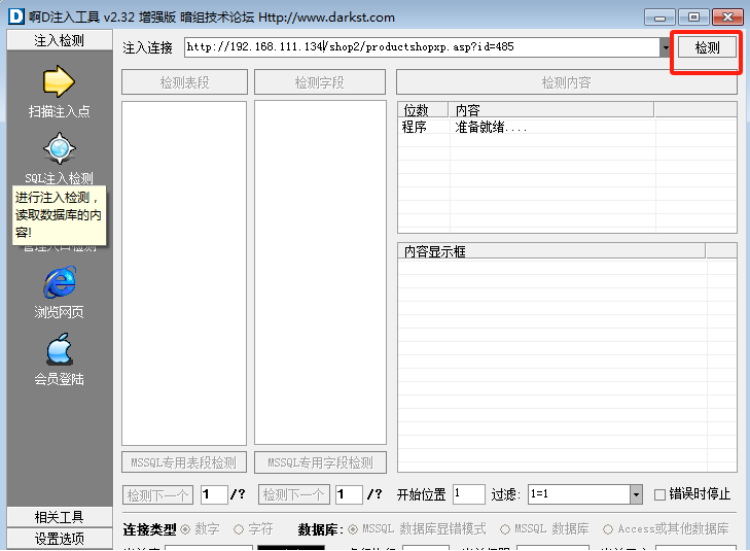 啊D注入工具 v2.32 增强版 暗组技术论坛 Http://www.darkst.com
注入检测
注入连接
http://192.168.111.134/shop2/productshopxp.asp?id=485
检测
检测表段
检测字段
检测内容
扫描注入点
位数
内容
程序
准备就绪....
SQL注入检测
进行注入检测，
读取数据库的内
容!
内容显示框
浏览网页
会员登陆
MSSQL专用表段检测
MSSQL专用字段检测
检测下一个
1
/?
检测下一个
1
/?
开始位置
1
过滤:
1=1
错误时停止
相关工具
设置选项
连接类型
数字
字符
数据库:
MSSQL 数据库显错模式
MSSQL 数据库
Access或其他数据库